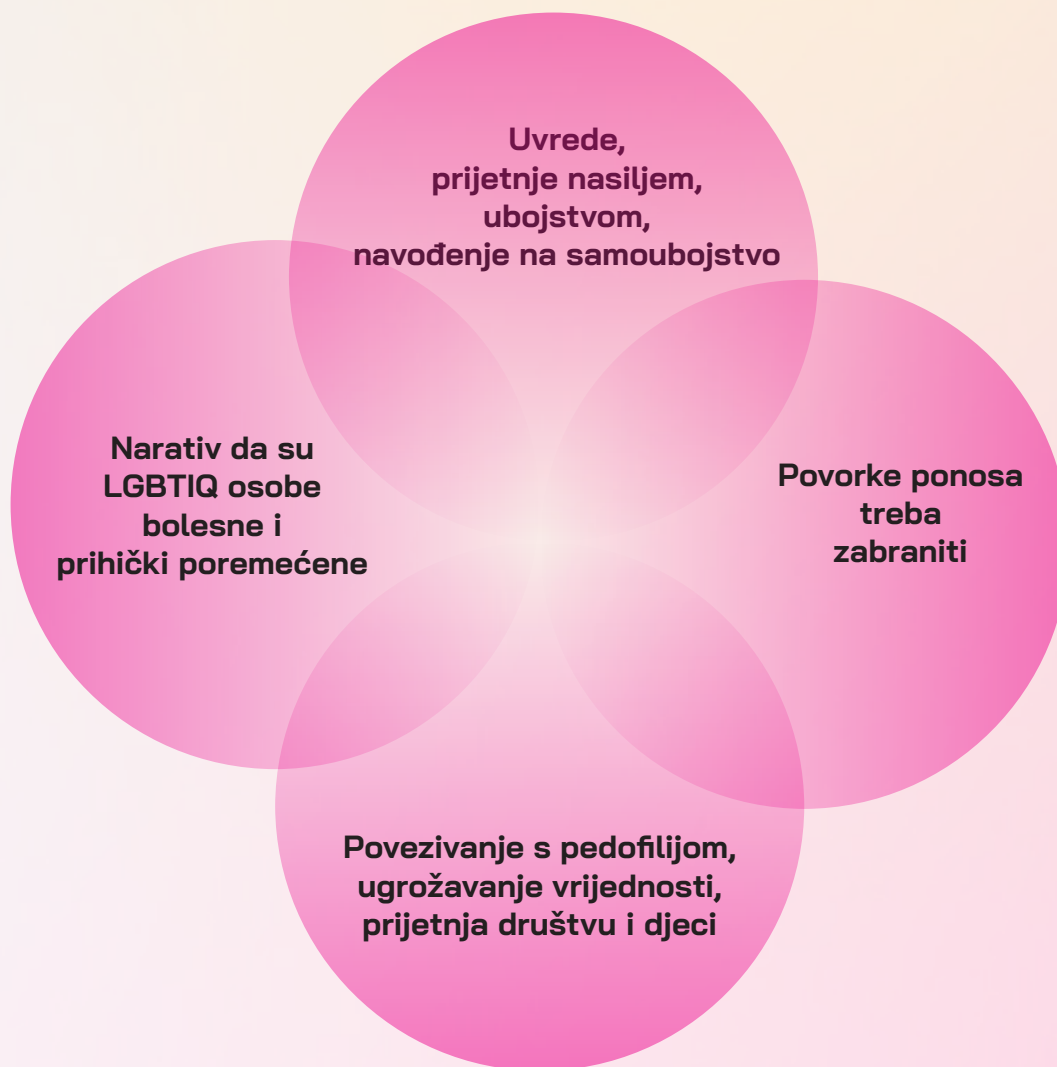 Uvrede,
prijetnje nasiljem,
ubojstvom,
navođenje na samoubojstvo
Narativ da su
LGBTIQ osobe
bolesne i
prihički poremećene
Povorke ponosa
treba
zabraniti
Povezivanje s pedofilijom,
ugrožavanje vrijednosti,
prijetnja društvu i djeci